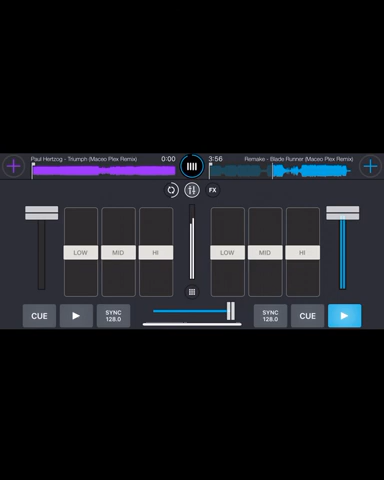 Paul Hertzog - Triumph (Maceo Plex Remix) 0:00
3:56 Remake - Blade Runner (Maceo Plex Remix)
FX
LOW MID HI
LOW MID HI
CUE
SYNC
128.0
SYNC
128.0
CUE